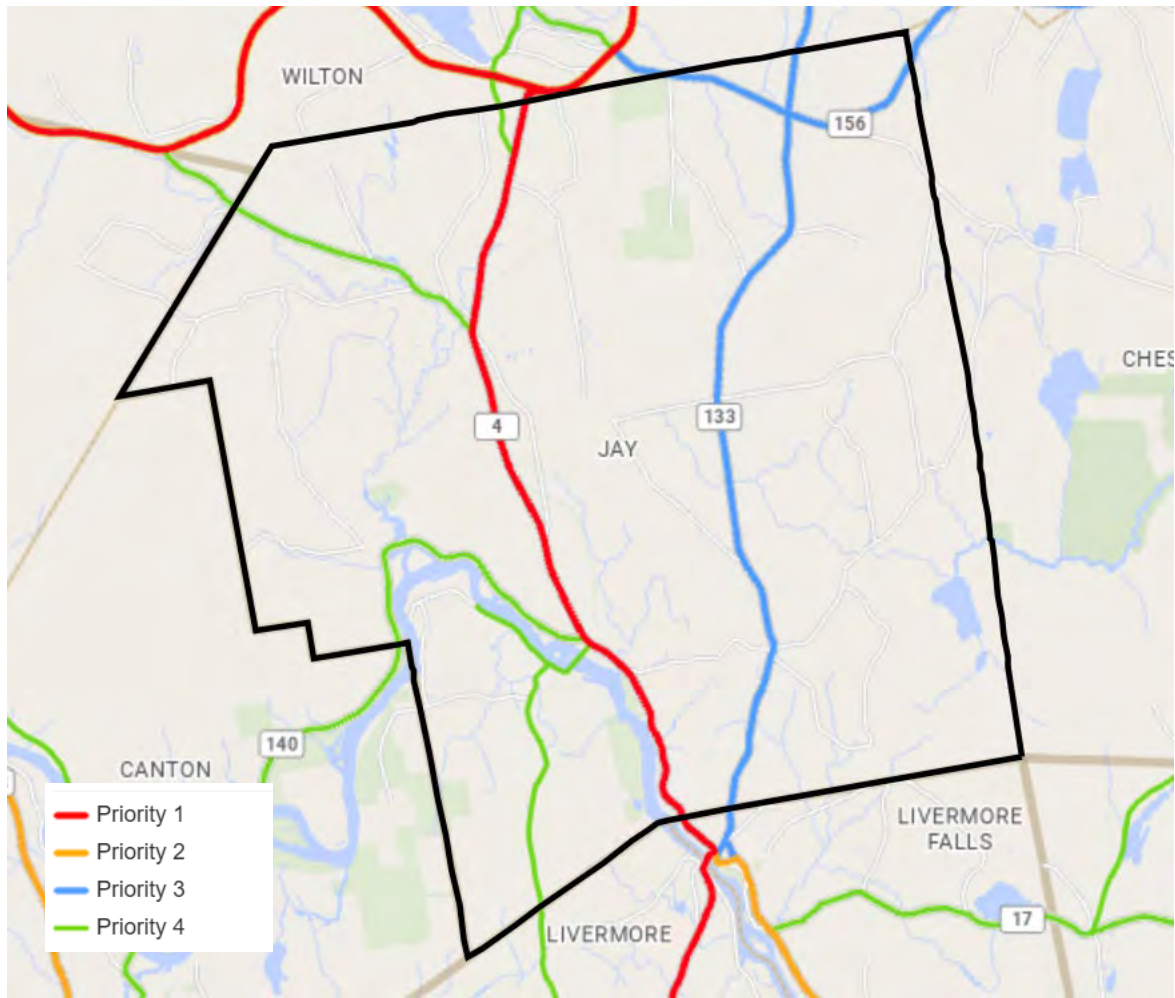 WILTON
156
CHES
133
4
JAY
140
CANTON
Priority 1
Priority 2
Priority 3
Priority 4
LIVERMORE
FALLS
17
LIVERMORE